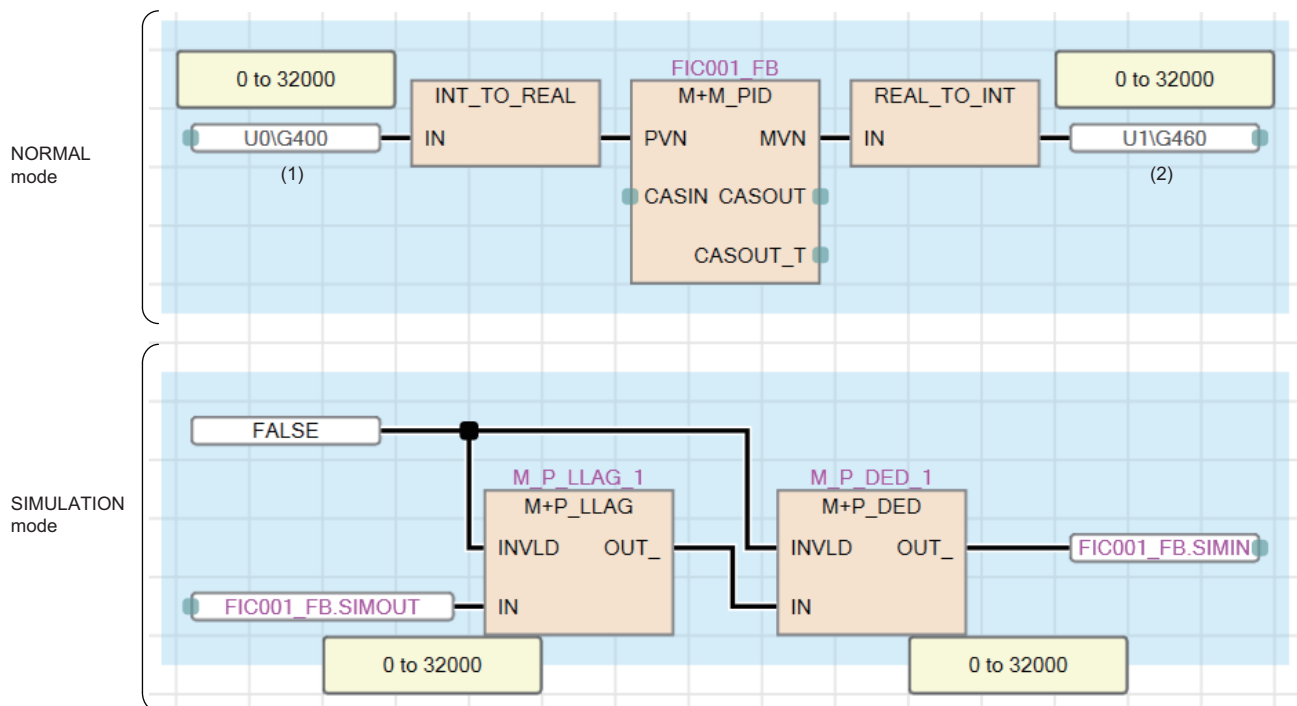 NORMAL
mode
0 to 32000
U0\G400
(1)
INT_TO_REAL
IN
FIC001_FB
M+M_PID
PVN MVN
CASIN CASOUT
CASOUT_T
REAL_TO_INT
IN
0 to 32000
U1\G460
(2)
SIMULATION
mode
FALSE
FIC001_FB.SIMOUT
M_P_LLAG_1
M+P_LLAG
INVLD OUT_
IN
0 to 32000
M_P_DED_1
M+P_DED
INVLD OUT_
IN
FIC001_FB.SIMIN
0 to 32000